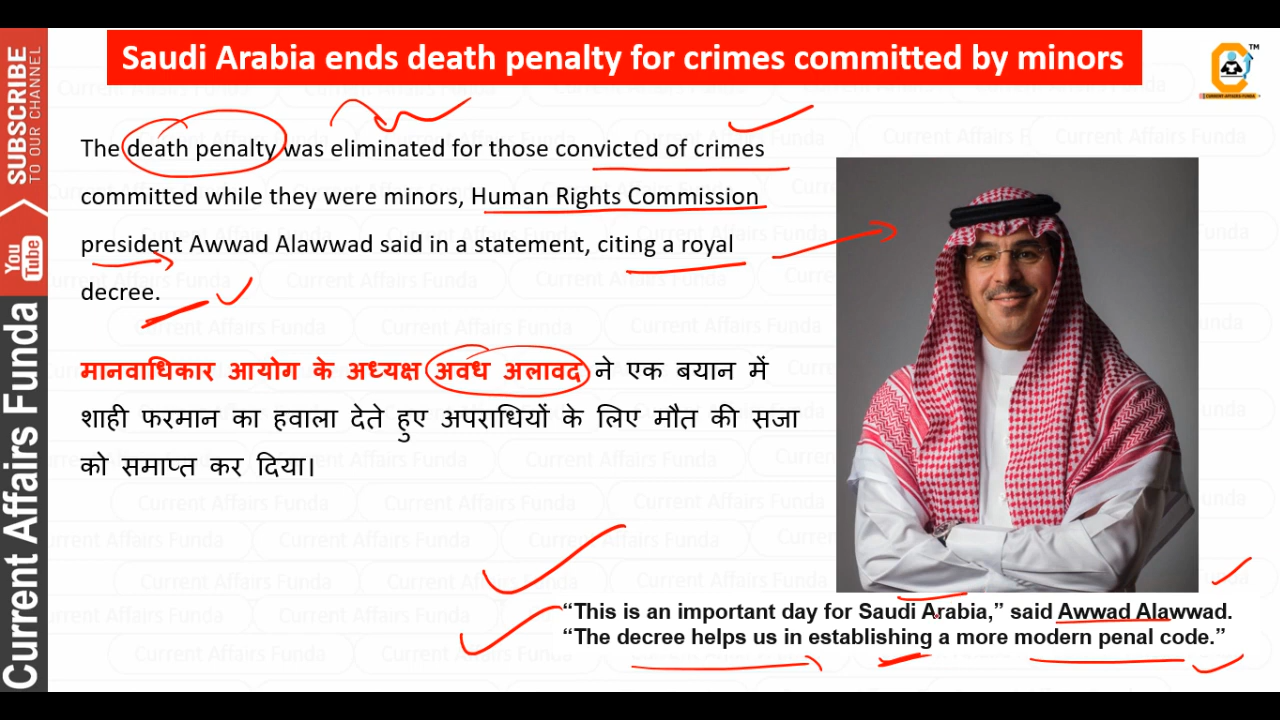 Saudi Arabia ends death penalty for crimes committed by minors
TM
CURRENT AFFAIRS FUNDA
SUBSCRIBE
TO OUR CHANNEL
You
Tube
Current Affairs Funda
The death penalty was eliminated for those convicted of crimes
committed while they were minors, Human Rights Commission
president Awwad Alawwad said in a statement, citing a royal
decree.
मानवाधिकार आयोग के अध्यक्ष अवध अलावद ने एक बयान में
शाही फरमान का हवाला देते हुए अपराधियों के लिए मौत की सजा
को समाप्त कर दिया।
“This is an important day for Saudi Arabia,” said Awwad Alawwad.
“The decree helps us in establishing a more modern penal code.”